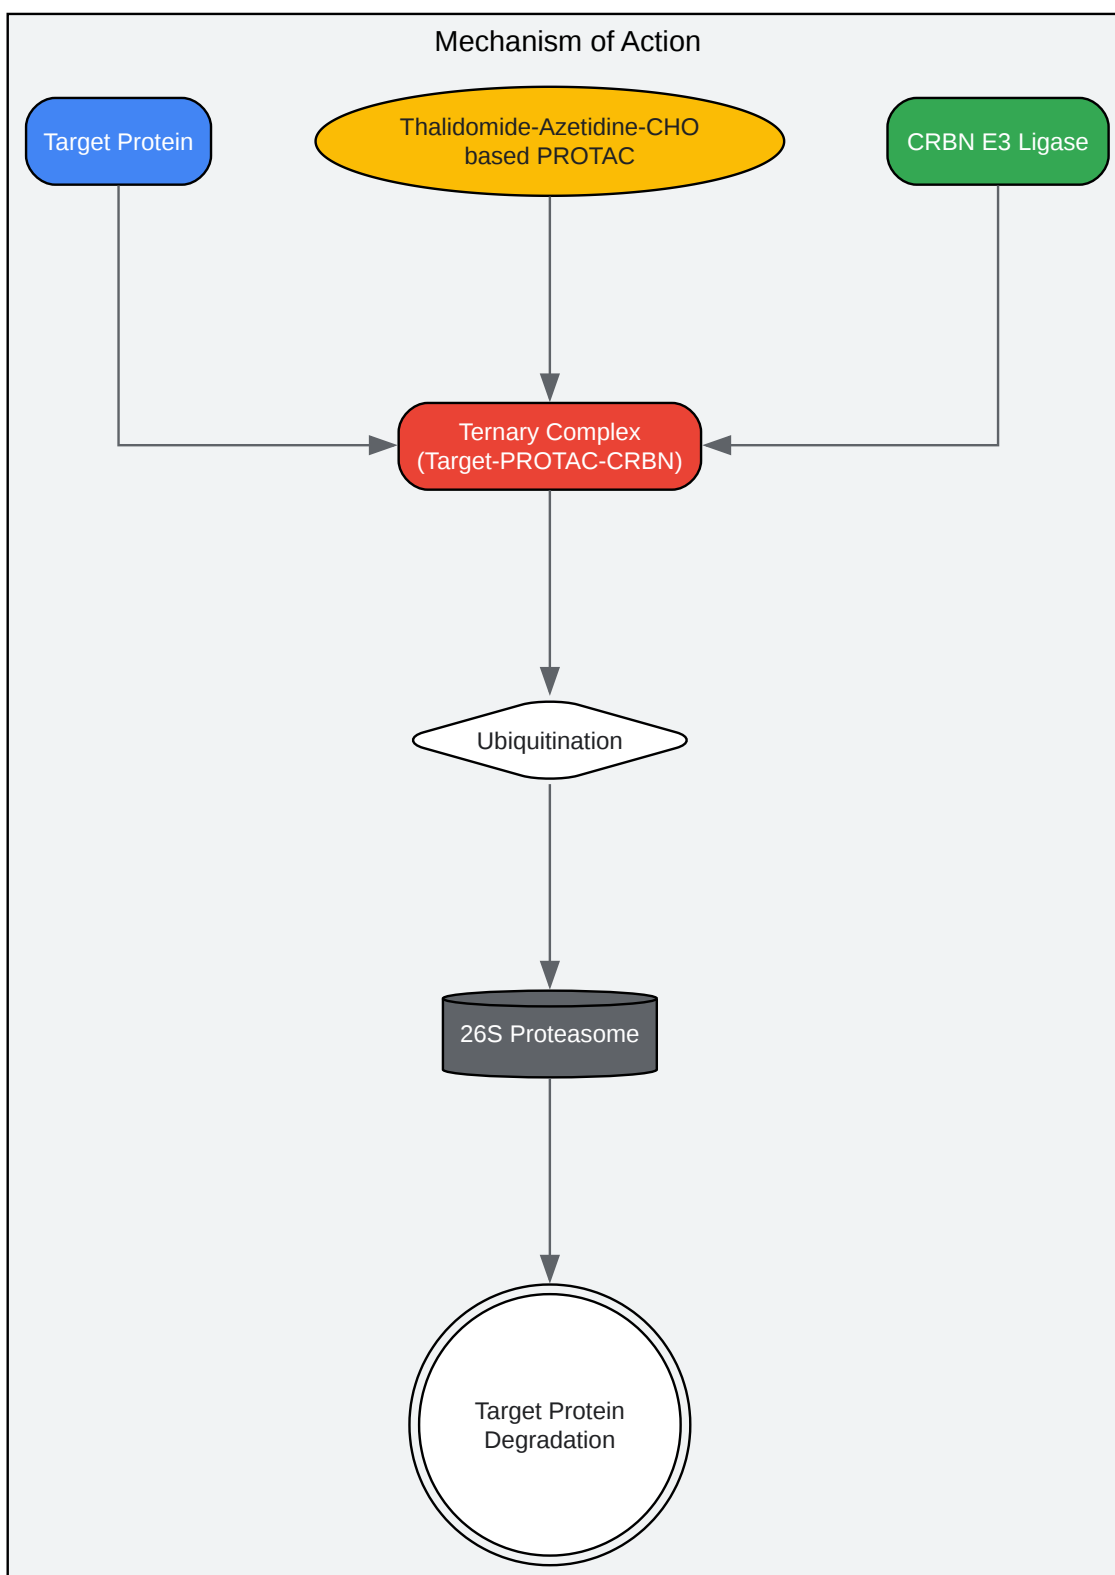 Mechanism of Action
Target Protein
Thalidomide-Azetidine-CHO
based PROTAC
CRBN E3 Ligase
Ternary Complex
(Target-PROTAC-CRBN)
Ubiquitination
26S Proteasome
Target Protein
Degradation